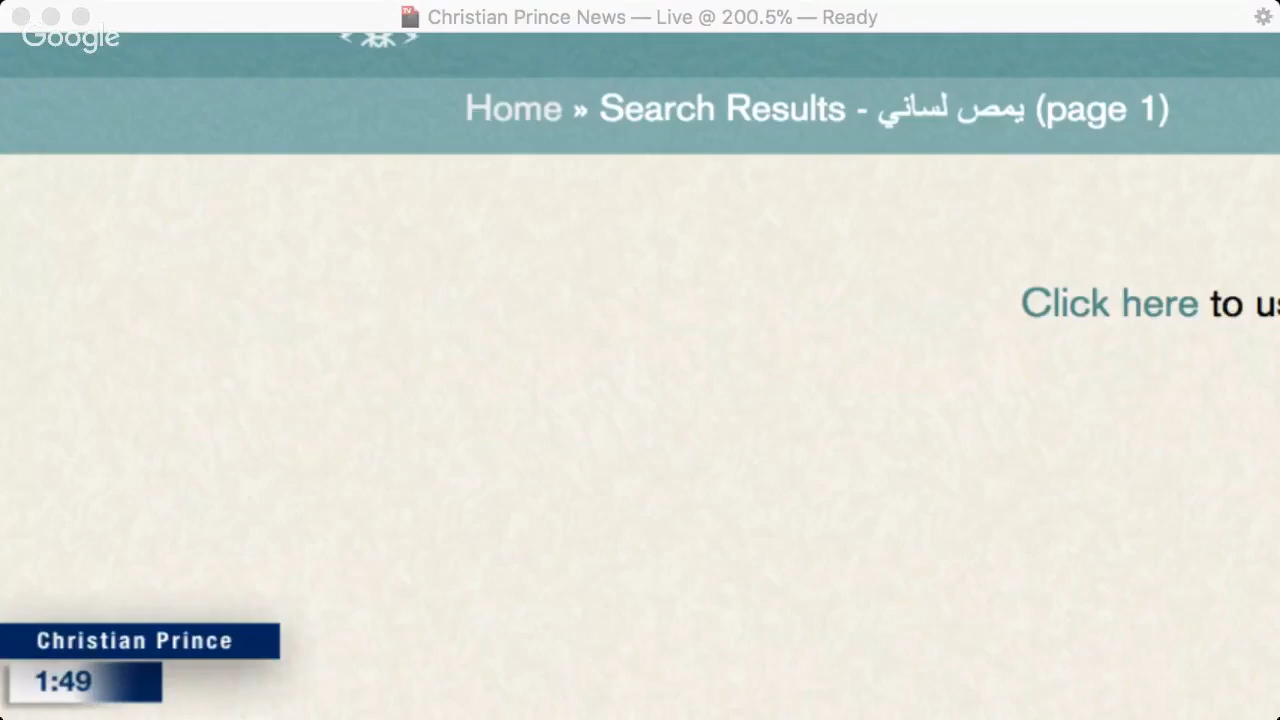 Christian Prince News — Live @ 200.5% — Ready
Google
Home » Search Results - يمص لساني (page 1)
Click here to us
Christian Prince
1:49